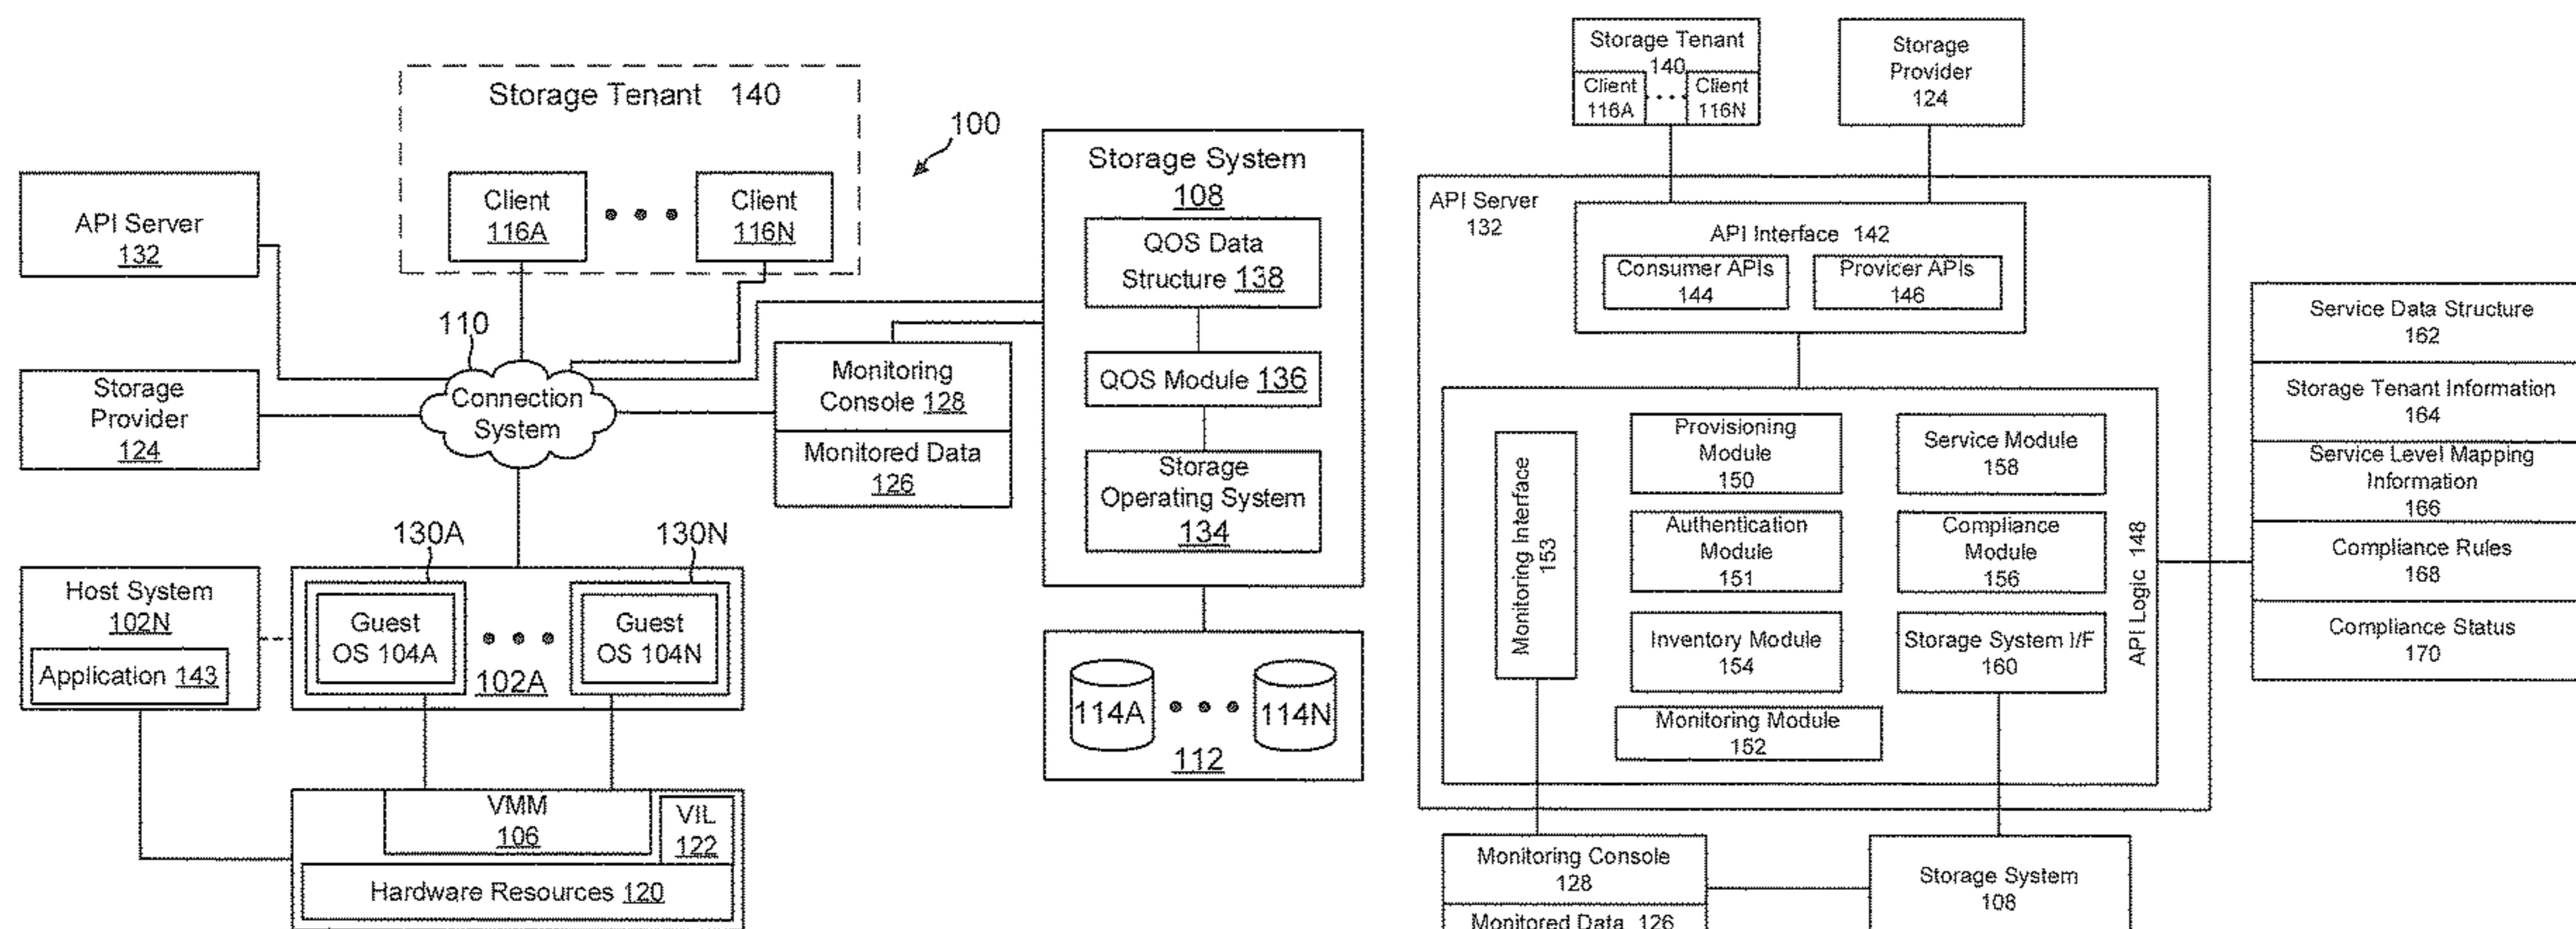 Storage Tenant 140
100
Client
116A
Client
116N
API Server
132
110
Storage
Provider
124
Connection
System
Monitoring
Console 128
Monitored Data
126
130A
130N
Host System
102N
Application 143
Guest
OS 104A
102A
Guest
OS 104N
VMM
106
VIL
122
Hardware Resources 120
Storage System
108
QOS Data
Structure 138
QOS Module 136
Storage
Operating System
134
114A
114N
112
Storage Tenant
140
Client
116A
Client
116N
Storage
Provider
124
API Server
132
API Interface 142
Consumer APIs
144
Provicer APIs
146
Monitoring Interface
153
Provisioning
Module
150
Service Module
158
Authentication
Module
151
Compliance
Module
156
Inventory Module
154
Storage System I/F
160
Monitoring Module
152
API Logic 148
Service Data Structure
162
Storage Tenant Information
164
Service Level Mapping
Information
166
Compliance Rules
168
Compliance Status
170
Monitoring Console
128
Monitored Data 126
Storage System
108